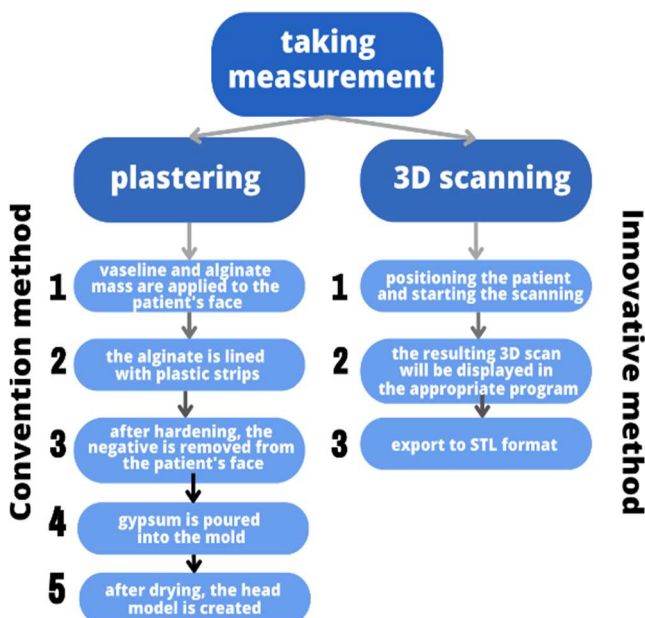 taking
measurement
plastering
3D scanning
Convention method
1
vaseline and alginate
mass are applied to the
patient's face
2
the alginate is lined
with plastic strips
3
after hardening, the
negative is removed from
the patient's face
4
gypsum is poured
into the mold
5
after drying, the head
model is created
1
positioning the patient
and starting the scanning
2
the resulting 3D scan
will be displayed in
the appropriate program
3
export to STL format
Innovative method